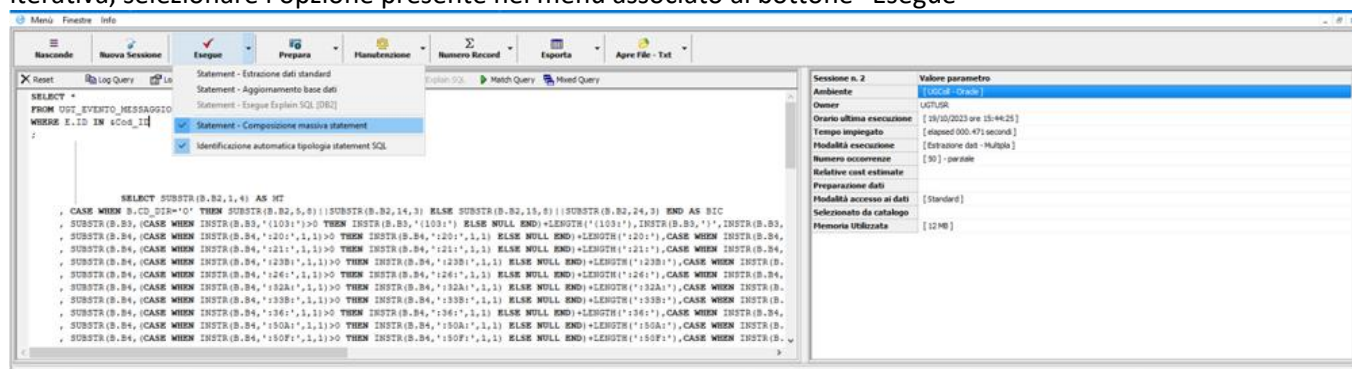 iterativa, selezionare l'opzione presente nel menu associato al bottone "Esegue"
Menù Finestre Info
Nasconde Nuova Sessione Esegue Prepara Manutenzione Numero Record Esporta Apre File - Txt
Reset Log Query Explain SQL Match Query Mixed Query
Statement - Estrazione dati standard
Statement - Aggiornamento base dati
Statement - Esegue Explain SQL [DB2]
Statement - Composizione massiva statement
Identificazione automatica tipologia statement SQL
SELECT *
FROM UGT_EVENTO_MESSAGGIO
WHERE E.ID IN &Cod_ID
;
SELECT SUBSTR(B.B2,1,4) AS MT
, CASE WHEN B.CD_DIR='O' THEN SUBSTR(B.B2,5,8)||SUBSTR(B.B2,14,3) ELSE SUBSTR(B.B2,15,8)||SUBSTR(B.B2,24,3) END AS BIC
, SUBSTR(B.B3,(CASE WHEN INSTR(B.B3,'{103:')>0 THEN INSTR(B.B3,'{103:') ELSE NULL END)+LENGTH('{103:'),INSTR(B.B3,'}',INSTR(B.B3,
, SUBSTR(B.B4,(CASE WHEN INSTR(B.B4,':20:',1,1)>0 THEN INSTR(B.B4,':20:',1,1) ELSE NULL END)+LENGTH(':20:'),CASE WHEN INSTR(B.B4,
, SUBSTR(B.B4,(CASE WHEN INSTR(B.B4,':21:',1,1)>0 THEN INSTR(B.B4,':21:',1,1) ELSE NULL END)+LENGTH(':21:'),CASE WHEN INSTR(B.B4,
, SUBSTR(B.B4,(CASE WHEN INSTR(B.B4,':23B:',1,1)>0 THEN INSTR(B.B4,':23B:',1,1) ELSE NULL END)+LENGTH(':23B:'),CASE WHEN INSTR(B.
, SUBSTR(B.B4,(CASE WHEN INSTR(B.B4,':26:',1,1)>0 THEN INSTR(B.B4,':26:',1,1) ELSE NULL END)+LENGTH(':26:'),CASE WHEN INSTR(B.B4,
, SUBSTR(B.B4,(CASE WHEN INSTR(B.B4,':32A:',1,1)>0 THEN INSTR(B.B4,':32A:',1,1) ELSE NULL END)+LENGTH(':32A:'),CASE WHEN INSTR(B.
, SUBSTR(B.B4,(CASE WHEN INSTR(B.B4,':33B:',1,1)>0 THEN INSTR(B.B4,':33B:',1,1) ELSE NULL END)+LENGTH(':33B:'),CASE WHEN INSTR(B.
, SUBSTR(B.B4,(CASE WHEN INSTR(B.B4,':36:',1,1)>0 THEN INSTR(B.B4,':36:',1,1) ELSE NULL END)+LENGTH(':36:'),CASE WHEN INSTR(B.B4,
, SUBSTR(B.B4,(CASE WHEN INSTR(B.B4,':50A:',1,1)>0 THEN INSTR(B.B4,':50A:',1,1) ELSE NULL END)+LENGTH(':50A:'),CASE WHEN INSTR(B.
, SUBSTR(B.B4,(CASE WHEN INSTR(B.B4,':50F:',1,1)>0 THEN INSTR(B.B4,':50F:',1,1) ELSE NULL END)+LENGTH(':50F:'),CASE WHEN INSTR(B.
Sessione n. 2 Valore parametro
Ambiente [UGColl - Oracle ]
Owner UGTUSR
Orario ultima esecuzione [ 19/10/2023 ore 15:44:25 ]
Tempo impiegato [ elapsed 000.471 secondi ]
Modalità esecuzione [ Estrazione dati - Multipla ]
Numero occorrenze [ 50 ] - parziale
Relative cost estimate
Preparazione dati
Modalità accesso ai dati [ Standard ]
Selezionato da catalogo
Memoria Utilizzata [ 12 MB ]